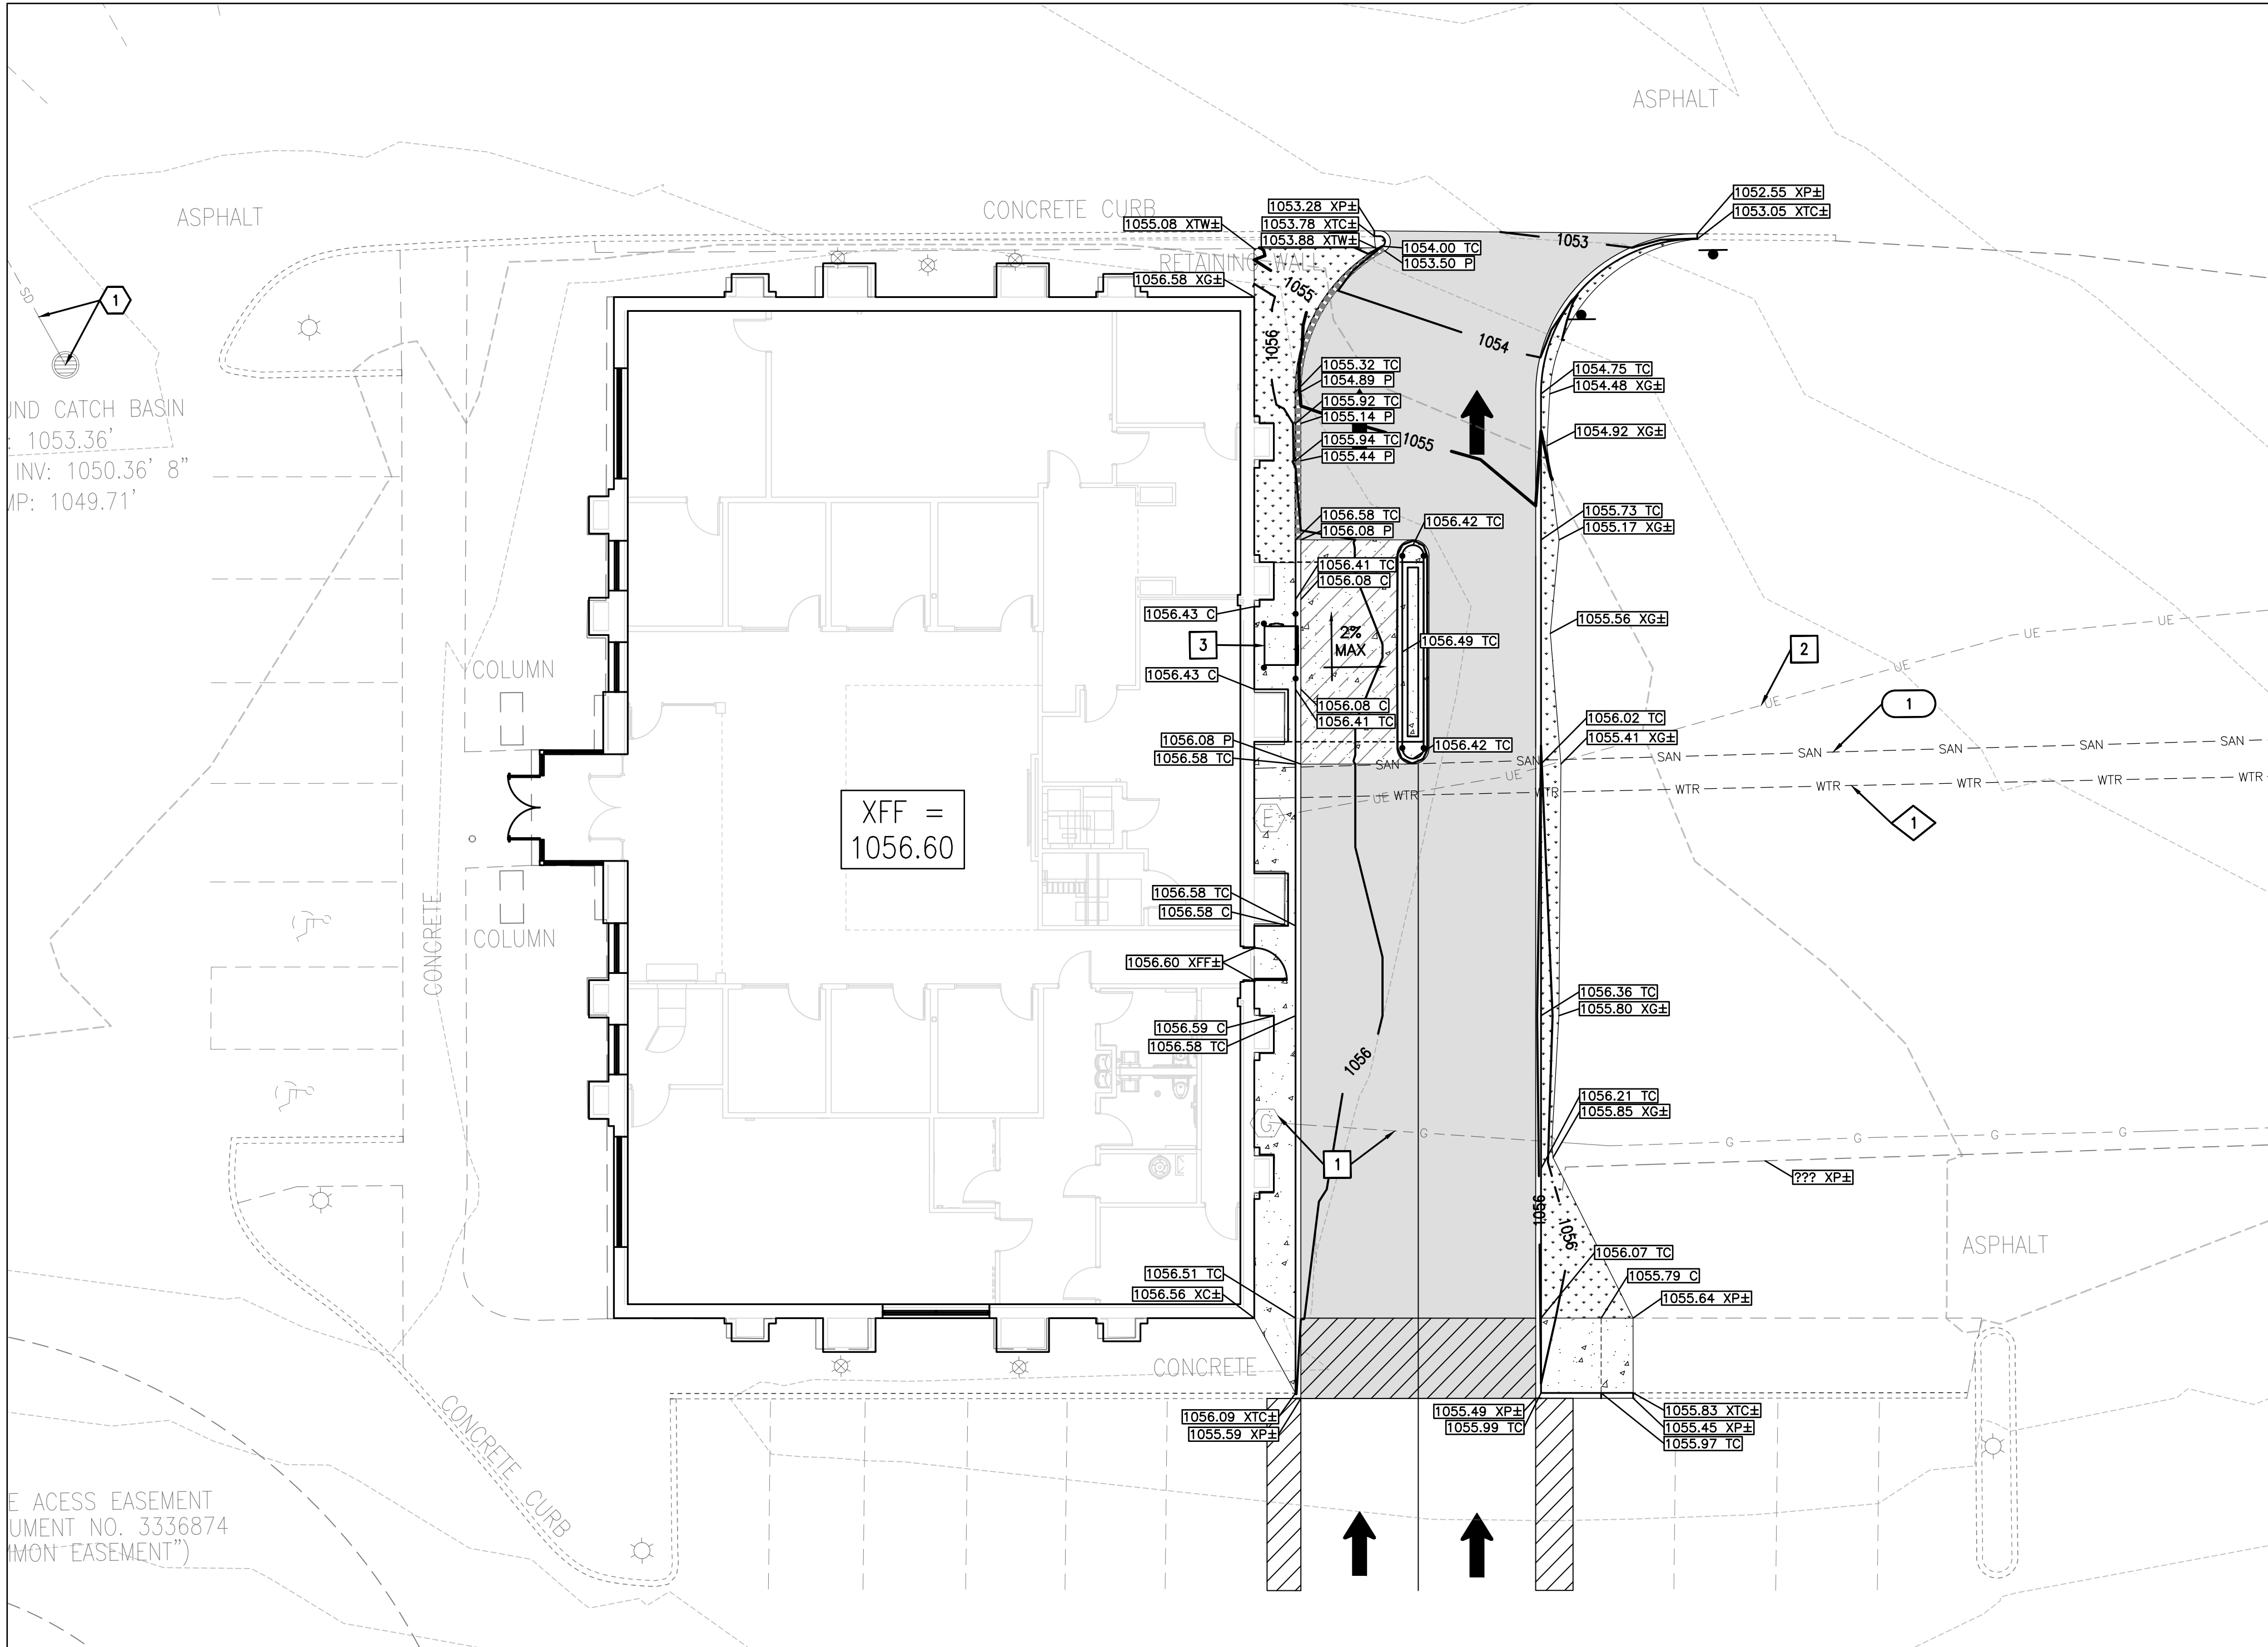 ASPHALT
ASPHALT
CONCRETE CURB
1052.55 XP±
1053.05 XTC±
1053.28 XP±
1053.78 XTC±
1053.88 XTW±
1055.08 XTW±
1054.00 TC
1053.50 P
1053
RETAINING WALL
1056.58 XG±
1055
1056
1054
SD
1
CATCH BASIN
1053.36'
INV: 1050.36' 8"
1049.71'
1055.32 TC
1054.89 P
1055.92 TC
1055.14 P
1055.94 TC
1055.44 P
1055
1054.75 TC
1054.48 XG±
1054.92 XG±
1056.58 TC
1056.08 P
1056.42 TC
1055.73 TC
1055.17 XG±
1056.41 TC
1056.08 C
1056.43 C
3
2%
MAX
1056.49 TC
1055.56 XG±
UE
UE
UE
UE
2
1
COLUMN
1056.43 C
1056.08 C
1056.41 TC
1056.08 P
1056.58 TC
1056.42 TC
1056.02 TC
1055.41 XG±
SAN
SAN
SAN
SAN
SAN
SAN
SAN
UE
UE
WTR
WTR
WTR
WTR
WTR
WTR
WTR
1
E
XFF =
1056.60
1056.58 TC
1056.58 C
COLUMN
CONCRETE
1056.60 XFF±
1056.36 TC
1055.80 XG±
1056.59 C
1056.58 TC
1056
1056.21 TC
1055.85 XG±
G
G
G
G
G
G
1
??? XP±
1056
1056
ASPHALT
1056.07 TC
1056.51 TC
1056.56 XC±
1055.79 C
1055.64 XP±
CONCRETE
1056.09 XTC±
1055.59 XP±
1055.49 XP±
1055.99 TC
1055.83 XTC±
1055.45 XP±
1055.97 TC
CONCRETE CURB
ACESS EASEMENT
NO. 3336874
EASEMENT")